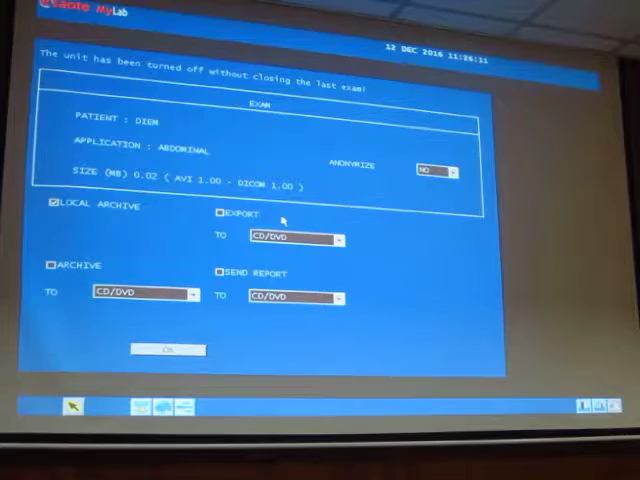 esaote MyLab
12 DEC 2016 11:26:11
The unit has been turned off without closing the last exam!
EXAM
PATIENT : DIEM
APPLICATION : ABDOMINAL
ANONYMIZE NO
SIZE (MB) 0.02 ( AVI 1.00 - DICOM 1.00 )
LOCAL ARCHIVE
EXPORT
TO CD/DVD
ARCHIVE
SEND REPORT
TO CD/DVD
TO CD/DVD
OK